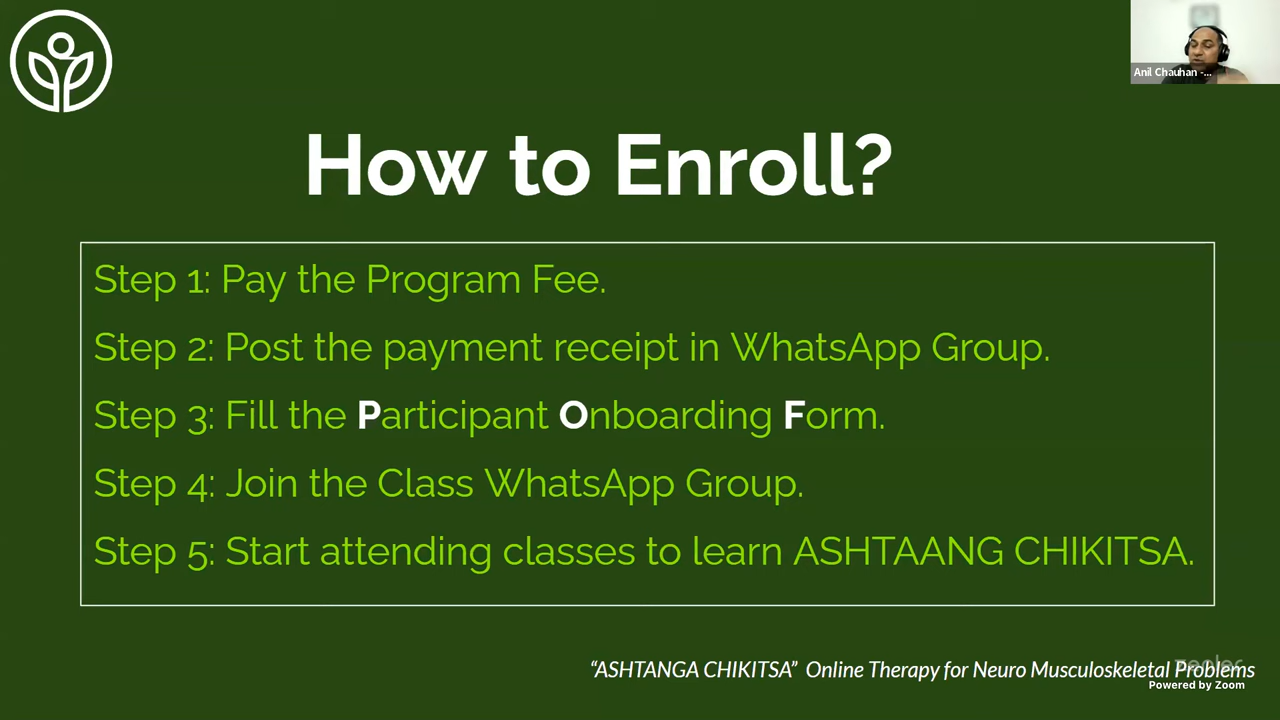 Anil Chauhan -...
How to Enroll?
Step 1: Pay the Program Fee.
Step 2: Post the payment receipt in WhatsApp Group.
Step 3: Fill the Participant Onboarding Form.
Step 4: Join the Class WhatsApp Group.
Step 5: Start attending classes to learn ASHTAANG CHIKITSA.
“ASHTANGA CHIKITSA” Online Therapy for Neuro Musculoskeletal Problems
Powered by Zoom